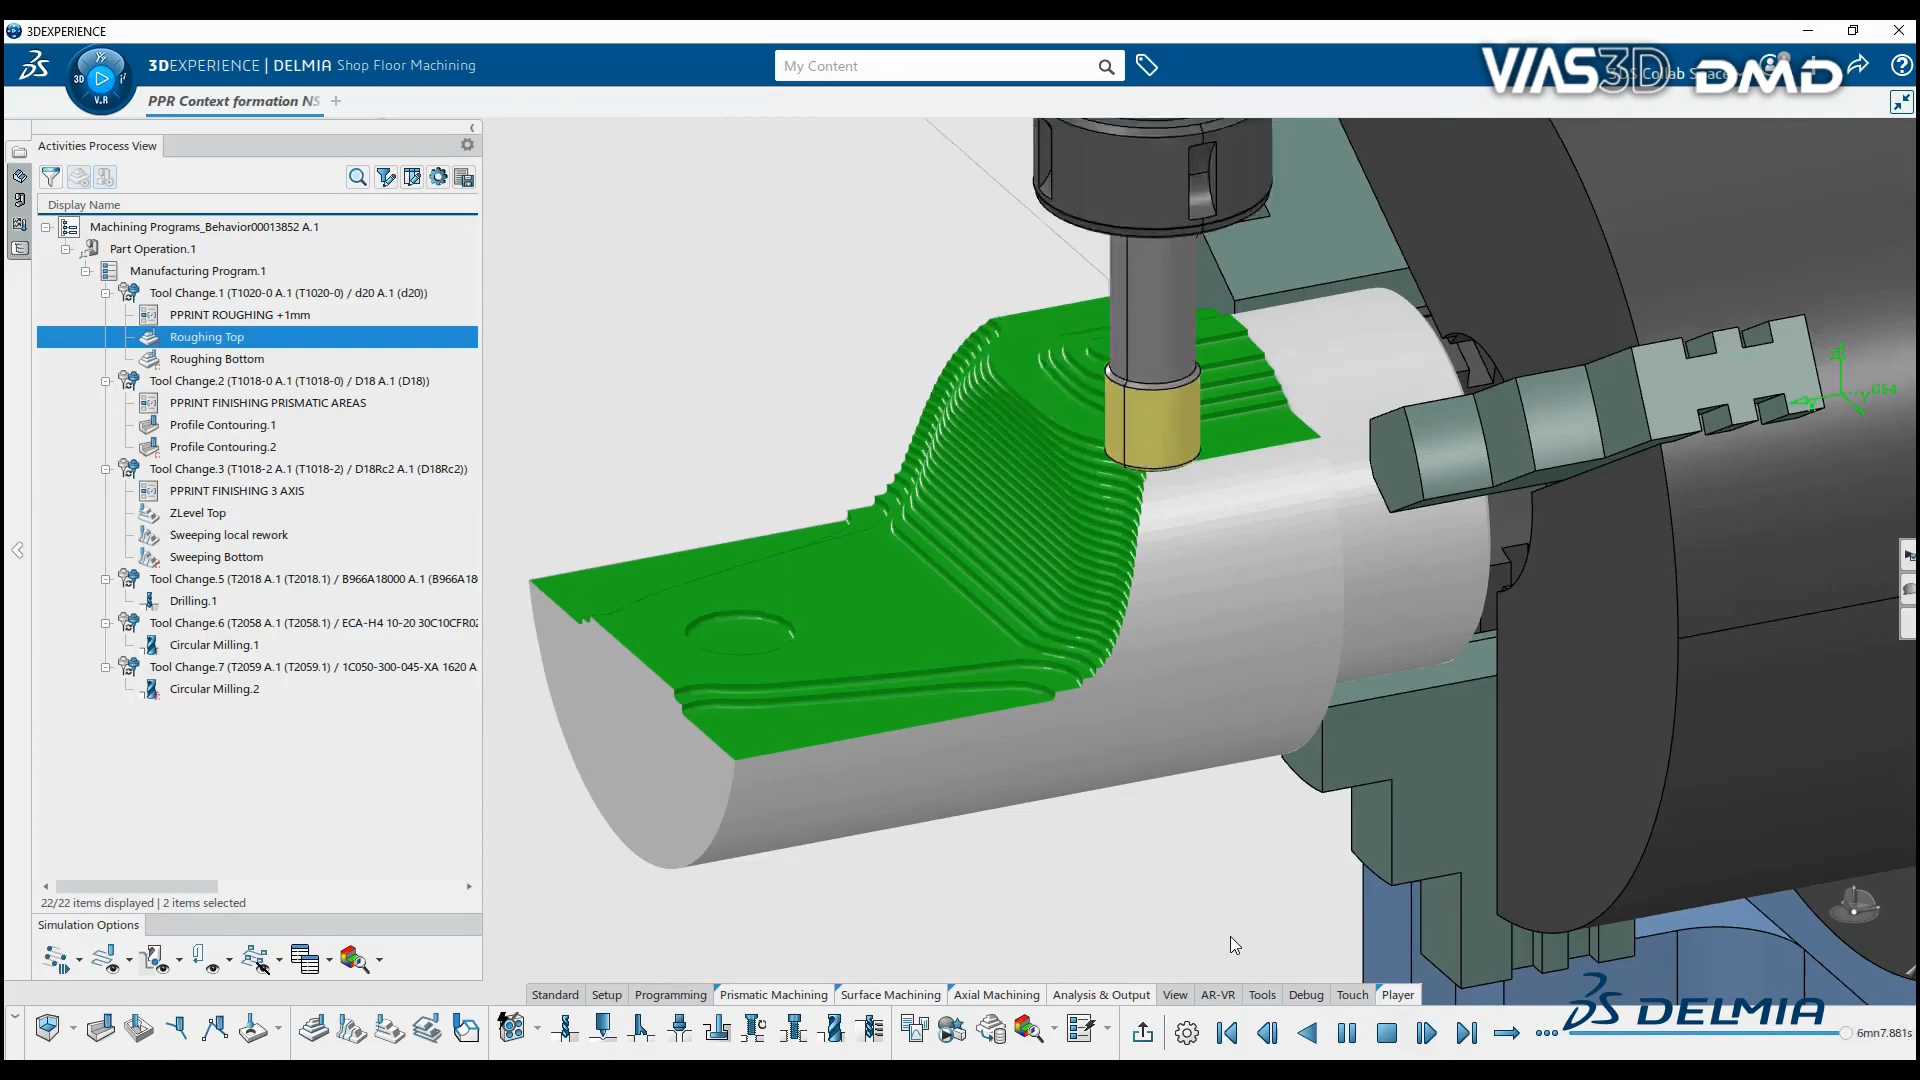 3DEXPERIENCE
3DEXPERIENCE | DELMIA Shop Floor Machining
My Content
VIAS3D DMD
3DS Collab Space
3D
V.R
PPR Context formation NS
Activities Process View
Display Name
Machining Programs_Behavior00013852 A.1
Part Operation.1
Manufacturing Program.1
Tool Change.1 (T1020-0 A.1 (T1020-0) / d20 A.1 (d20))
PPRINT ROUGHING +1mm
Roughing Top
Roughing Bottom
Tool Change.2 (T1018-0 A.1 (T1018-0) / D18 A.1 (D18))
PPRINT FINISHING PRISMATIC AREAS
Profile Contouring.1
Profile Contouring.2
Tool Change.3 (T1018-2 A.1 (T1018-2) / D18Rc2 A.1 (D18Rc2))
PPRINT FINISHING 3 AXIS
ZLevel Top
Sweeping local rework
Sweeping Bottom
Tool Change.5 (T2018 A.1 (T2018.1) / B966A18000 A.1 (B966A18
Drilling.1
Tool Change.6 (T2058 A.1 (T2058.1) / ECA-H4 10-20 30C10CFR02
Circular Milling.1
Tool Change.7 (T2059 A.1 (T2059.1) / 1C050-300-045-XA 1620 A
Circular Milling.2
G54
22/22 items displayed | 2 items selected
Simulation Options
Standard Setup Programming Prismatic Machining Surface Machining Axial Machining Analysis & Output View AR-VR Tools Debug Touch Player
DELMIA
6mn7.881s